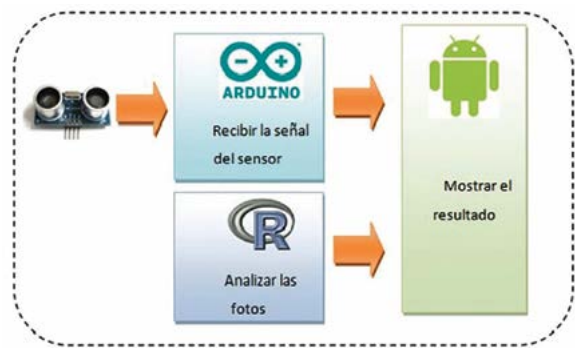 ARDUINO
Recibir la señal
del sensor
R
Analizar las
fotos
Mostrar el
resultado